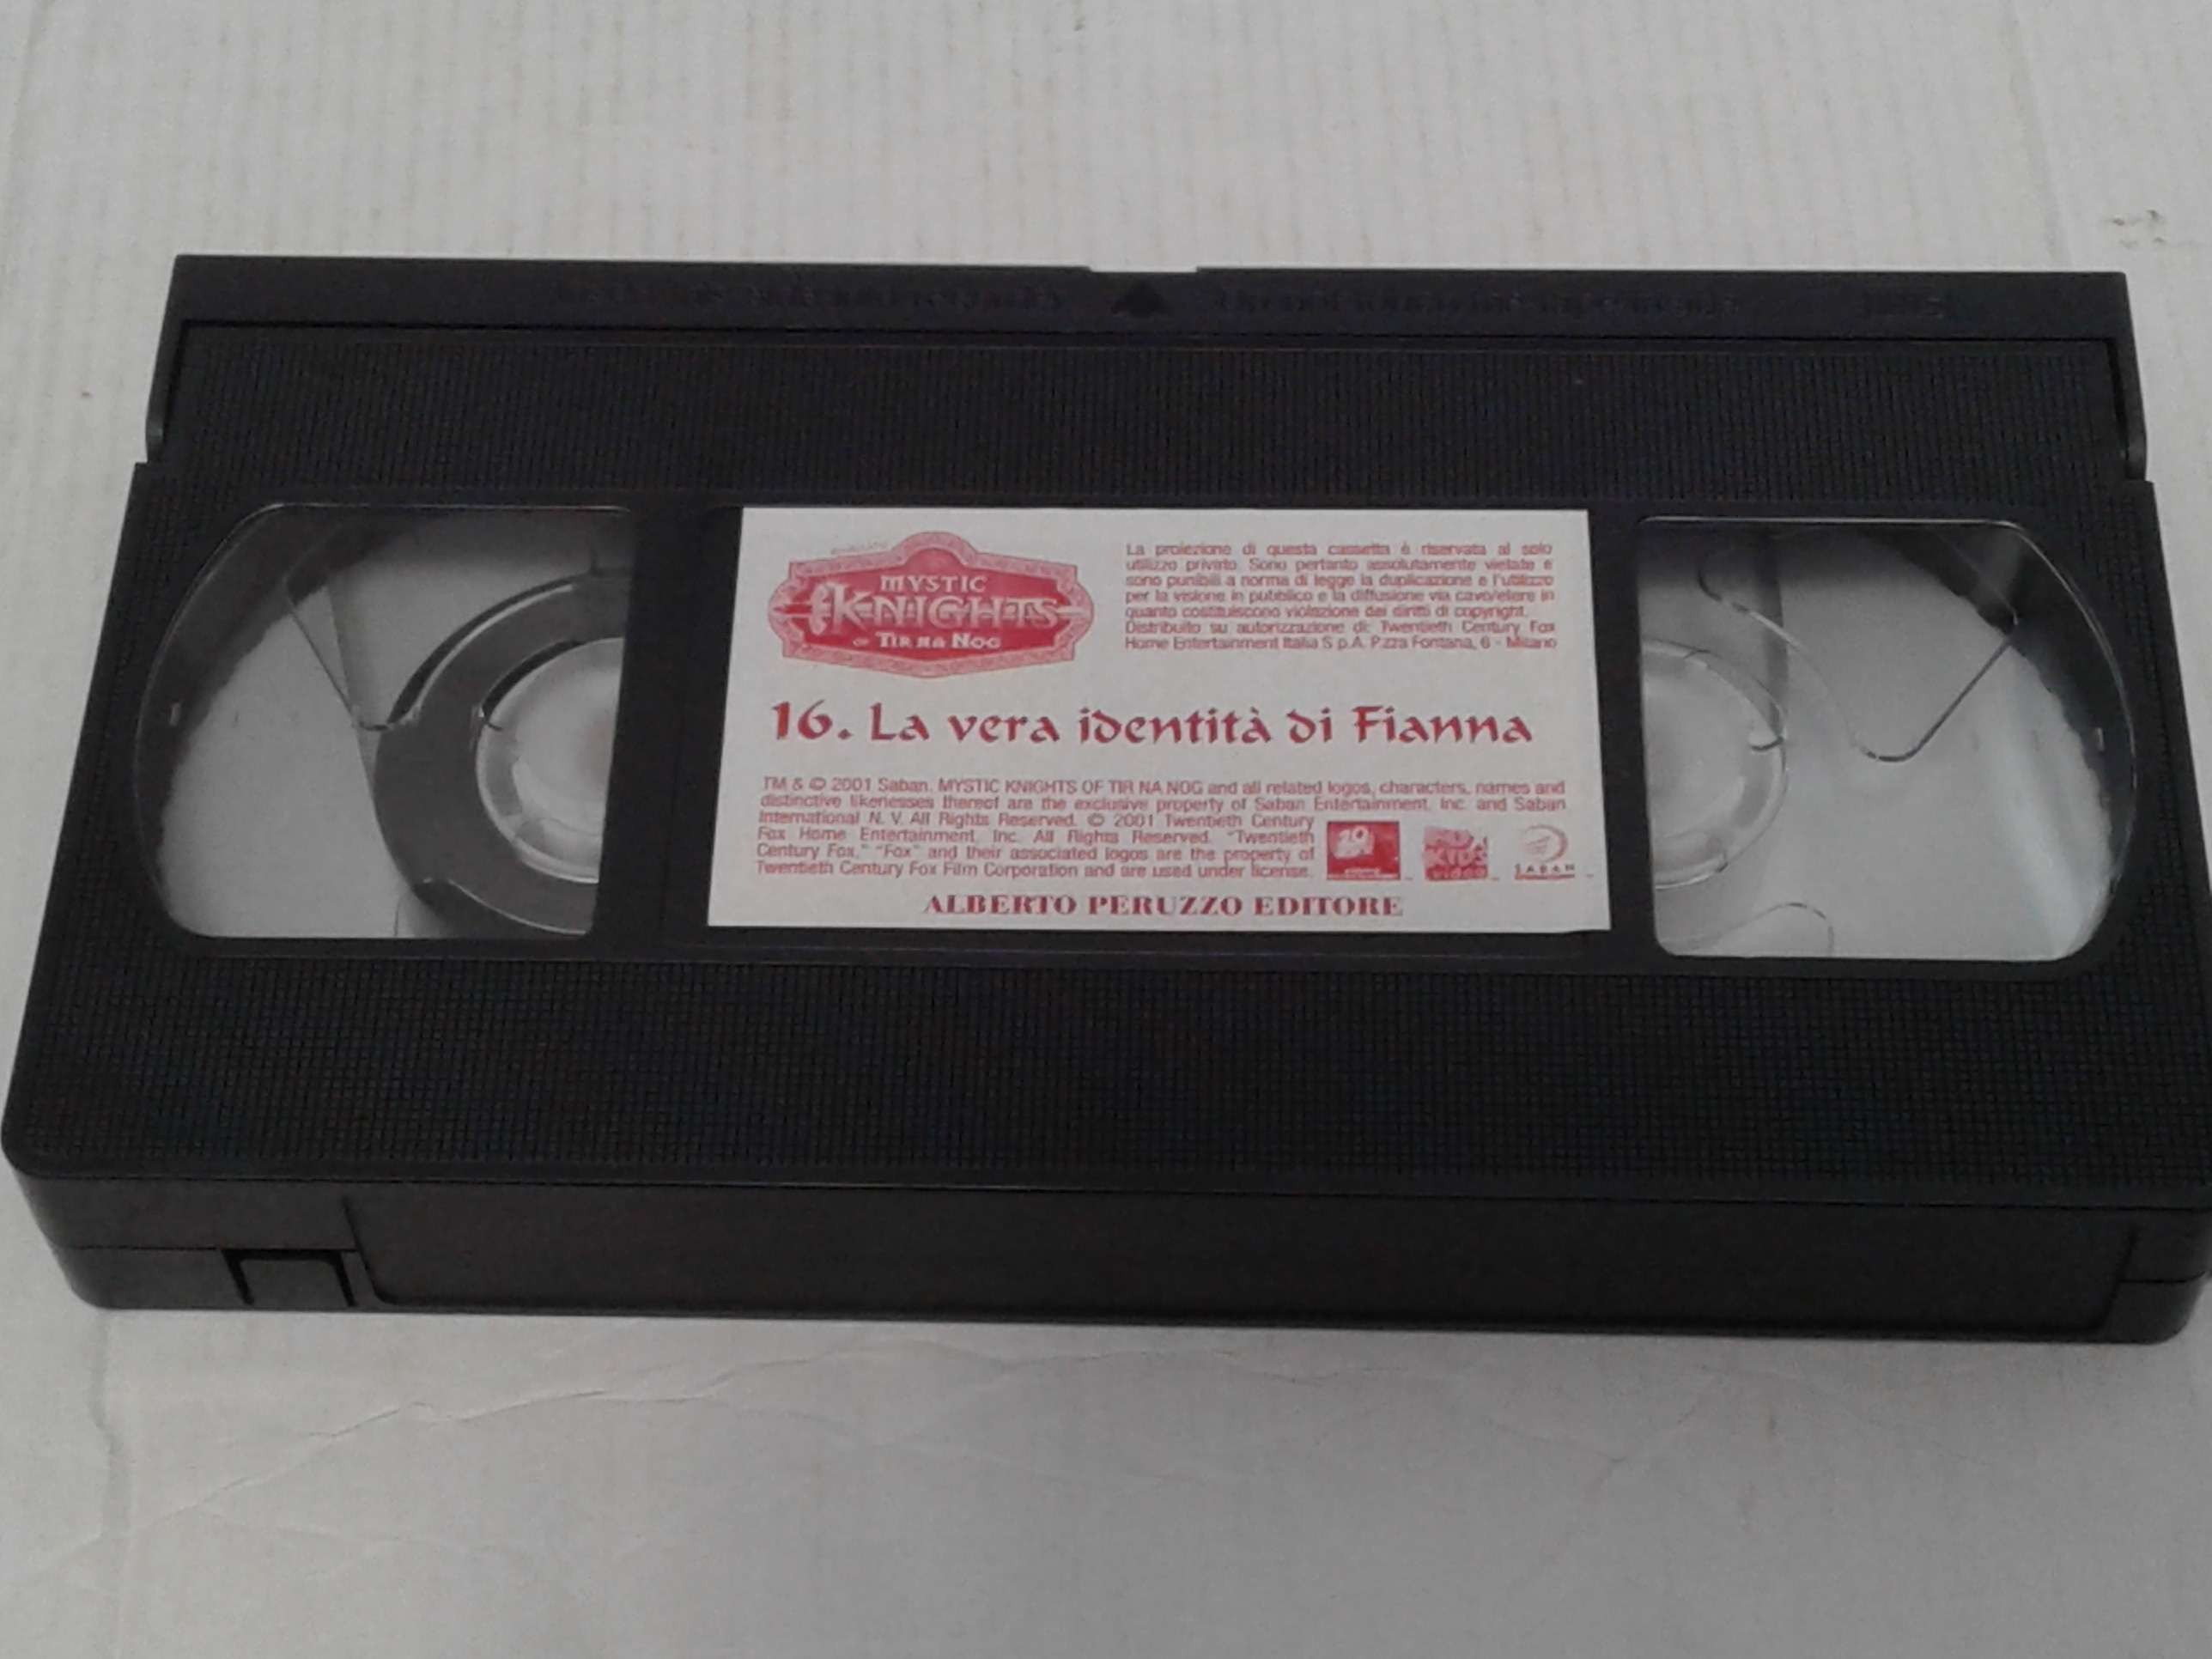 MYSTIC
KNIGHTS
OF TIR NA NOG
La proiezione di questa cassetta è riservata al solo
utilizzo privato. Sono pertanto assolutamente vietate e
sono punibili a norma di legge la duplicazione e l'utilizzo
per la visione in pubblico e la diffusione via cavo/etere in
quanto costituiscono violazione dei diritti di copyright.
Distribuito su autorizzazione di: Twentieth Century Fox
Home Entertainment Italia S.p.A. P.zza Fontana, 6 - Milano
16. La vera identità di Fianna
TM & © 2001 Saban. MYSTIC KNIGHTS OF TIR NA NOG and all related logos, characters, names and
distinctive likenesses thereof are the exclusive property of Saban Entertainment, Inc. and Saban
International N. V. All Rights Reserved. © 2001 Twentieth Century
Fox Home Entertainment, Inc. All Rights Reserved. "Twentieth
Century Fox," "Fox" and their associated logos are the property of
Twentieth Century Fox Film Corporation and are used under license.
20
FOX
KIDS
VIDEO
SABAN
ALBERTO PERUZZO EDITORE